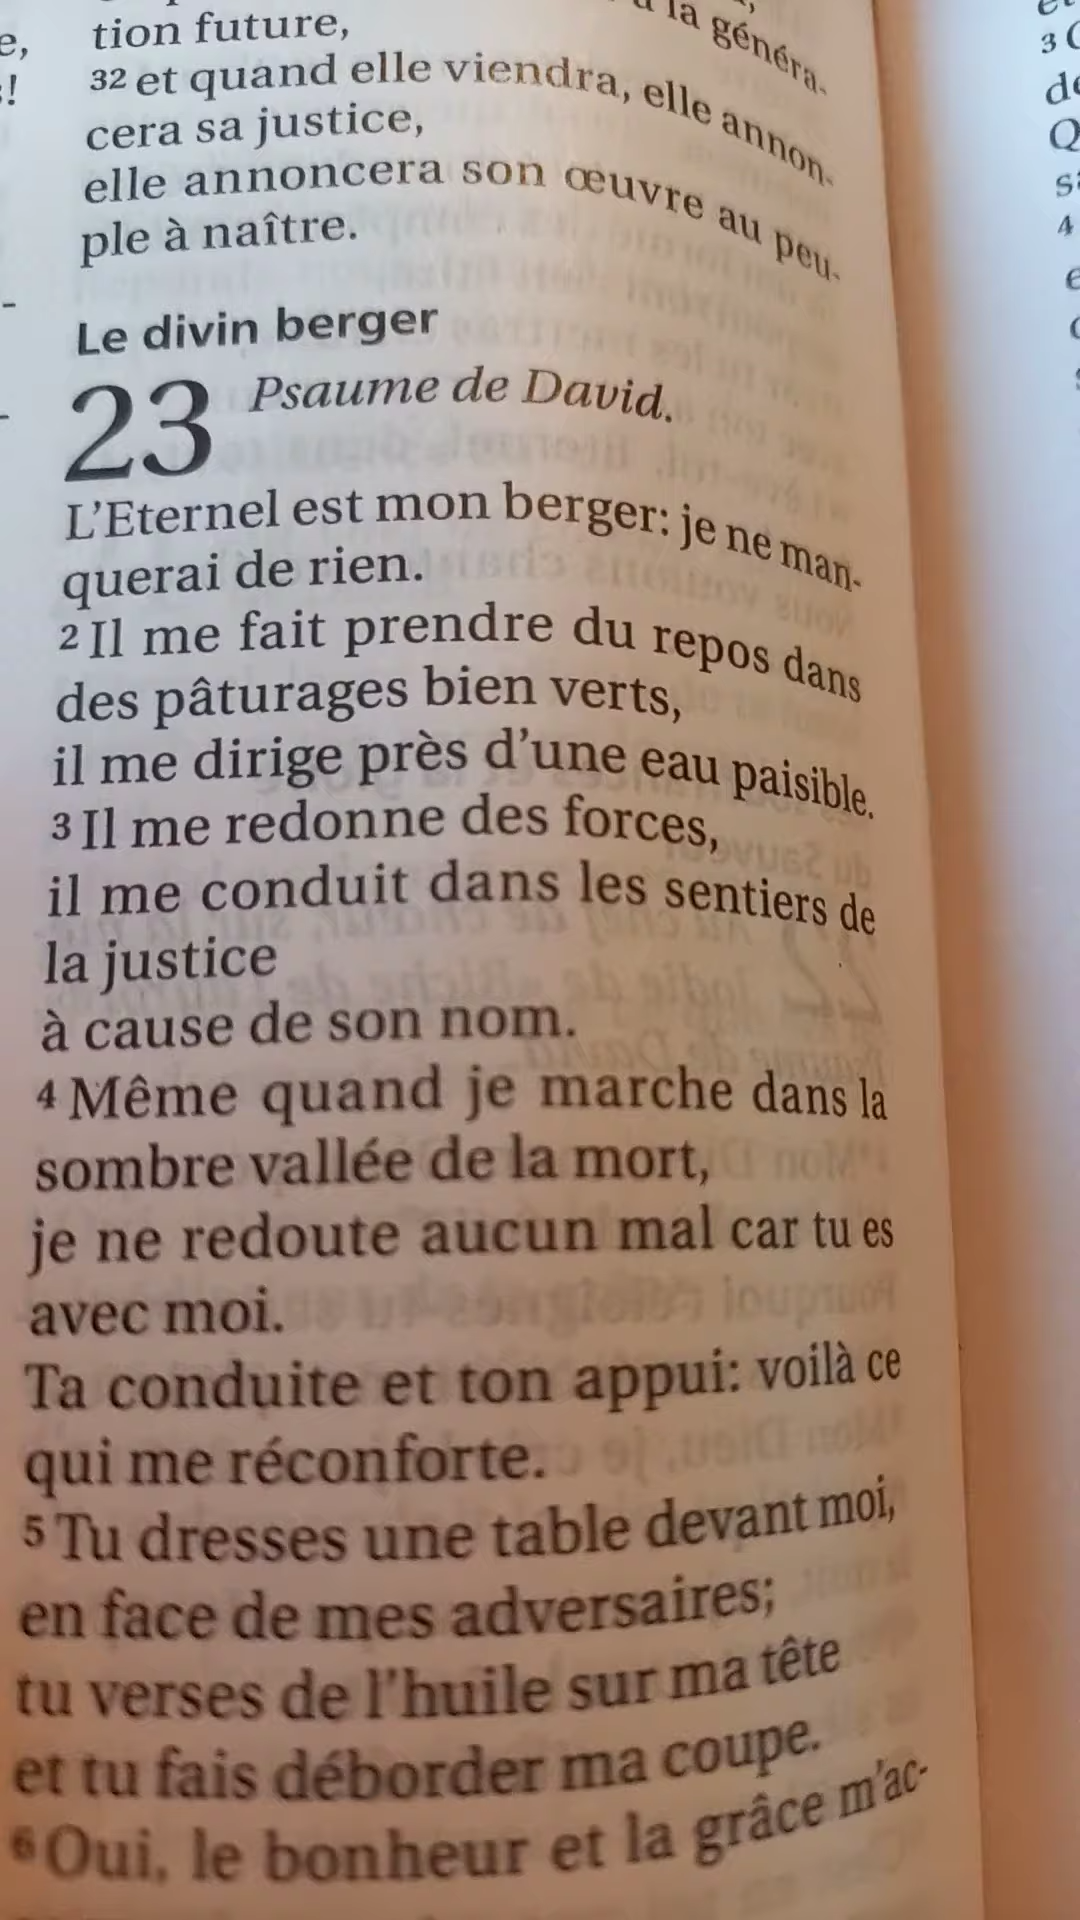 à la généra-
tion future,
32 et quand elle viendra, elle annon-
cera sa justice,
elle annoncera son œuvre au peu-
ple à naître.
Le divin berger
23 Psaume de David.
L'Eternel est mon berger: je ne man-
querai de rien.
2 Il me fait prendre du repos dans
des pâturages bien verts,
il me dirige près d'une eau paisible.
3 Il me redonne des forces,
il me conduit dans les sentiers de
la justice
à cause de son nom.
4 Même quand je marche dans la
sombre vallée de la mort,
je ne redoute aucun mal car tu es
avec moi.
Ta conduite et ton appui: voilà ce
qui me réconforte.
5 Tu dresses une table devant moi,
en face de mes adversaires;
tu verses de l'huile sur ma tête
et tu fais déborder ma coupe.
6 Oui, le bonheur et la grâce m'ac-